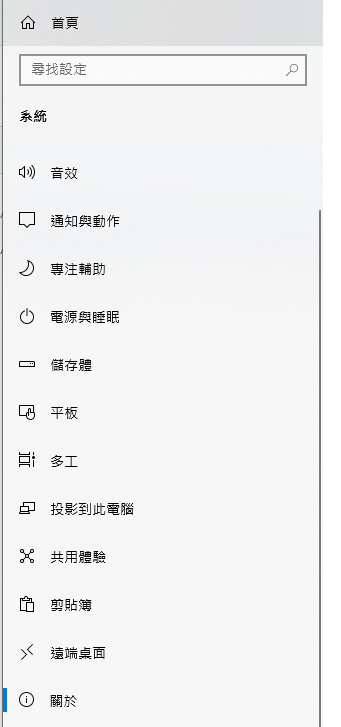 首頁
尋找設定
系統
音效
通知與動作
專注輔助
電源與睡眠
儲存體
平板
多工
投影到此電腦
共用體驗
剪貼簿
遠端桌面
關於